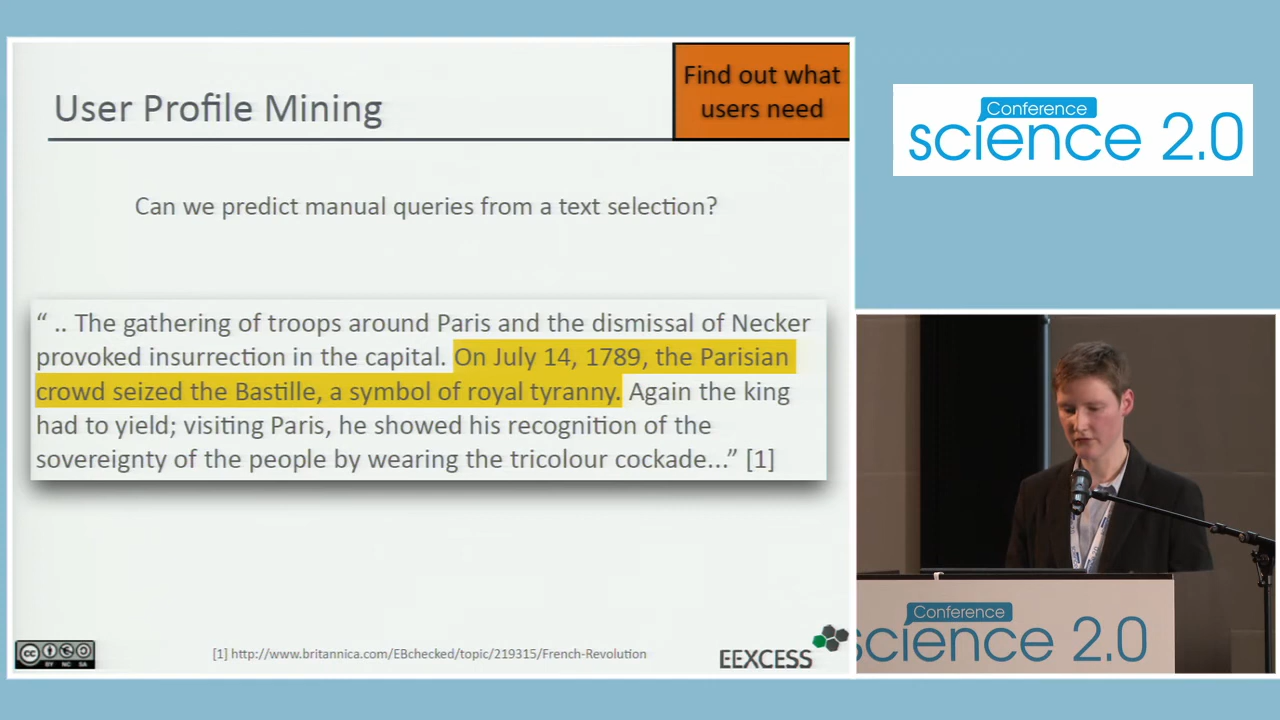 User Profile Mining
Find out what
users need
Can we predict manual queries from a text selection?
“ .. The gathering of troops around Paris and the dismissal of Necker
provoked insurrection in the capital. On July 14, 1789, the Parisian
crowd seized the Bastille, a symbol of royal tyranny. Again the king
had to yield; visiting Paris, he showed his recognition of the
sovereignty of the people by wearing the tricolour cockade...” [1]
cc BY NC SA
[1] http://www.britannica.com/EBchecked/topic/219315/French-Revolution
EEXCESS
Conference
science 2.0
Conference
science 2.0